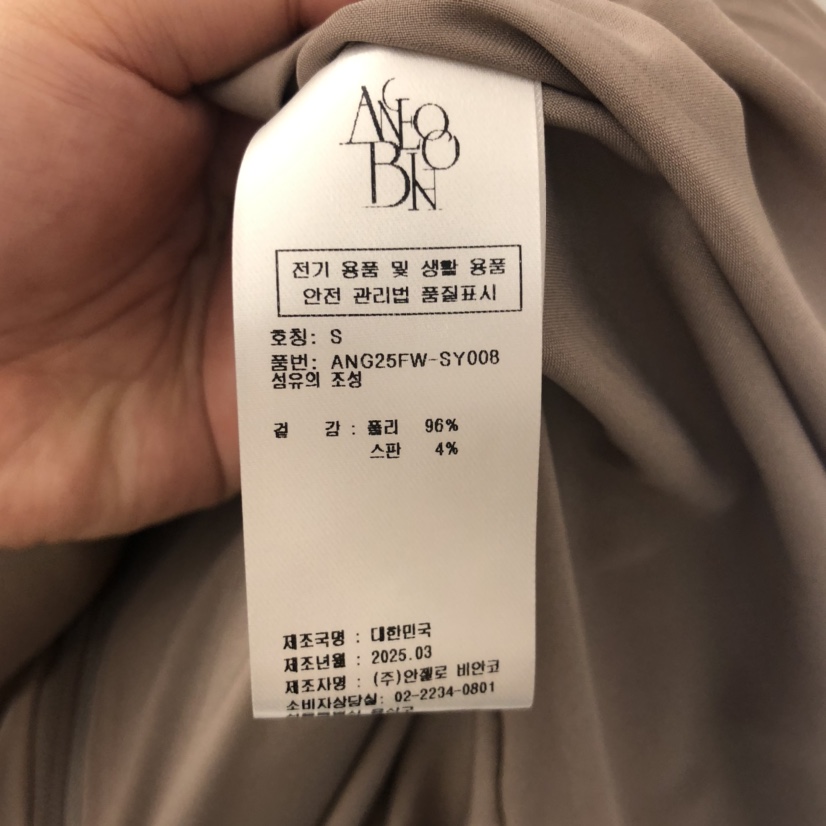 ANGELO
BIN
전기 용품 및 생활 용품
안전 관리법 품질표시
호칭: S
품번: ANG25FW-SY008
섬유의 조성
겉 감 : 폴리 96%
스판 4%
제조국명 : 대한민국
제조년월 : 2025.03
제조자명 : (주)안젤로 비안코
소비자상담실: 02-2234-0801